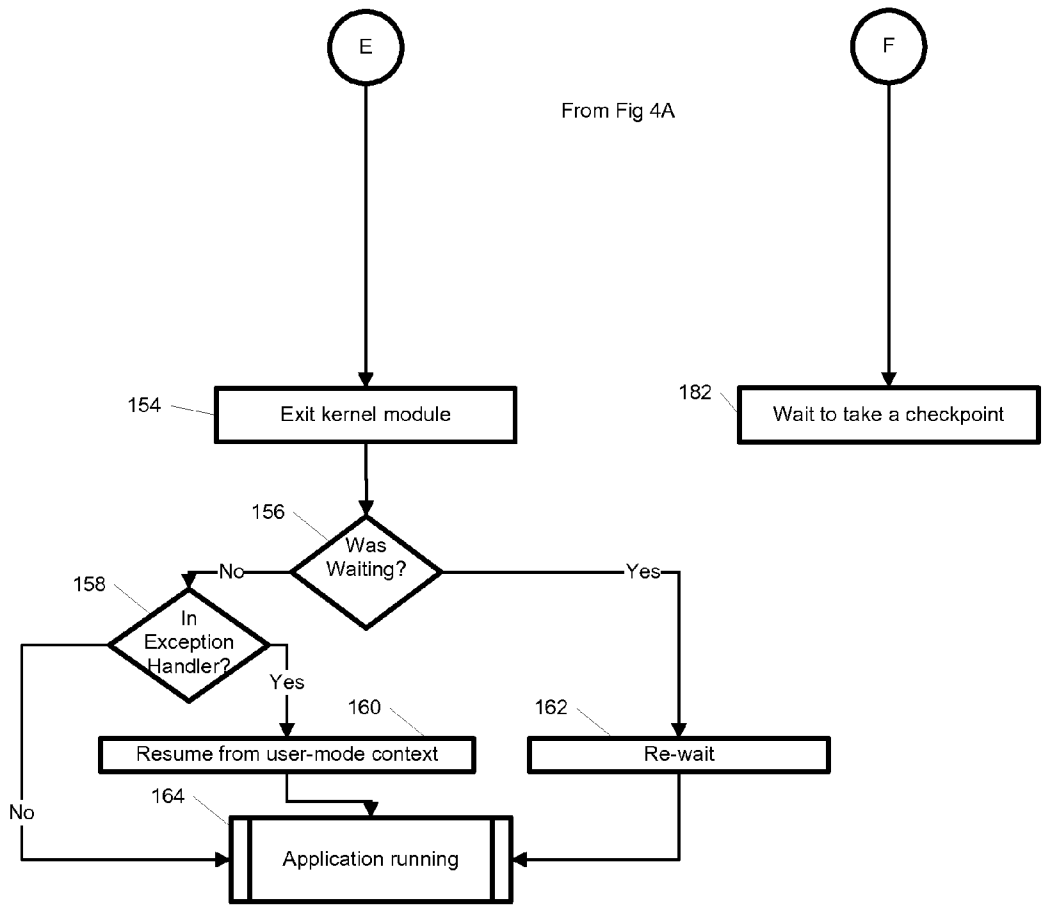 E
F
From Fig 4A
154
Exit kernel module
182
Wait to take a checkpoint
156
Was
Waiting?
No
Yes
158
In
Exception
Handler?
Yes
160
Resume from user-mode context
162
Re-wait
No
164
Application running